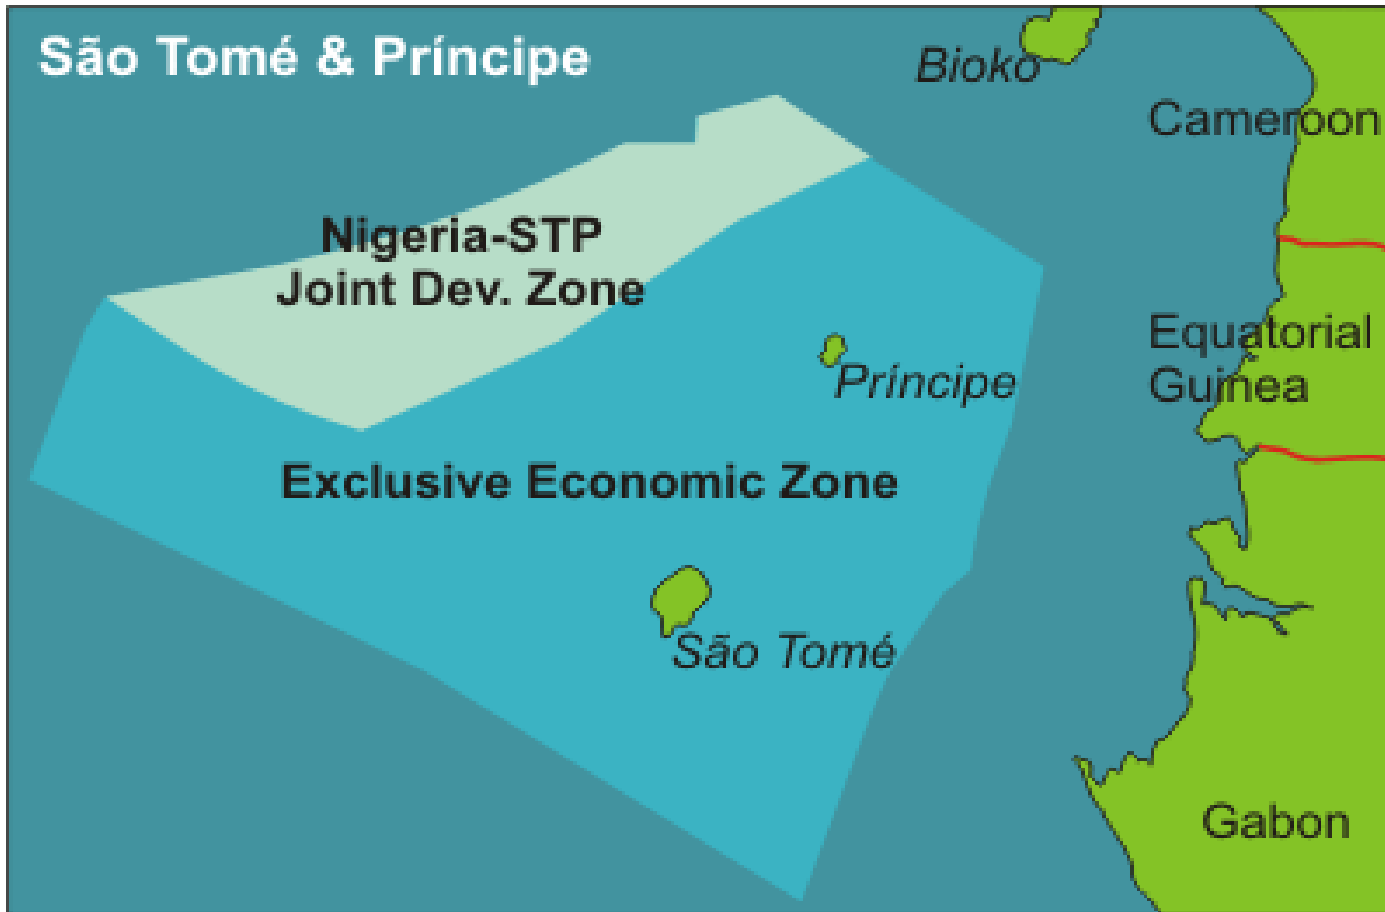 São Tomé & Príncipe
Bioko
Cameroon
Nigeria-STP
Joint Dev. Zone
Equatorial
Guinea
Príncipe
Exclusive Economic Zone
São Tomé
Gabon